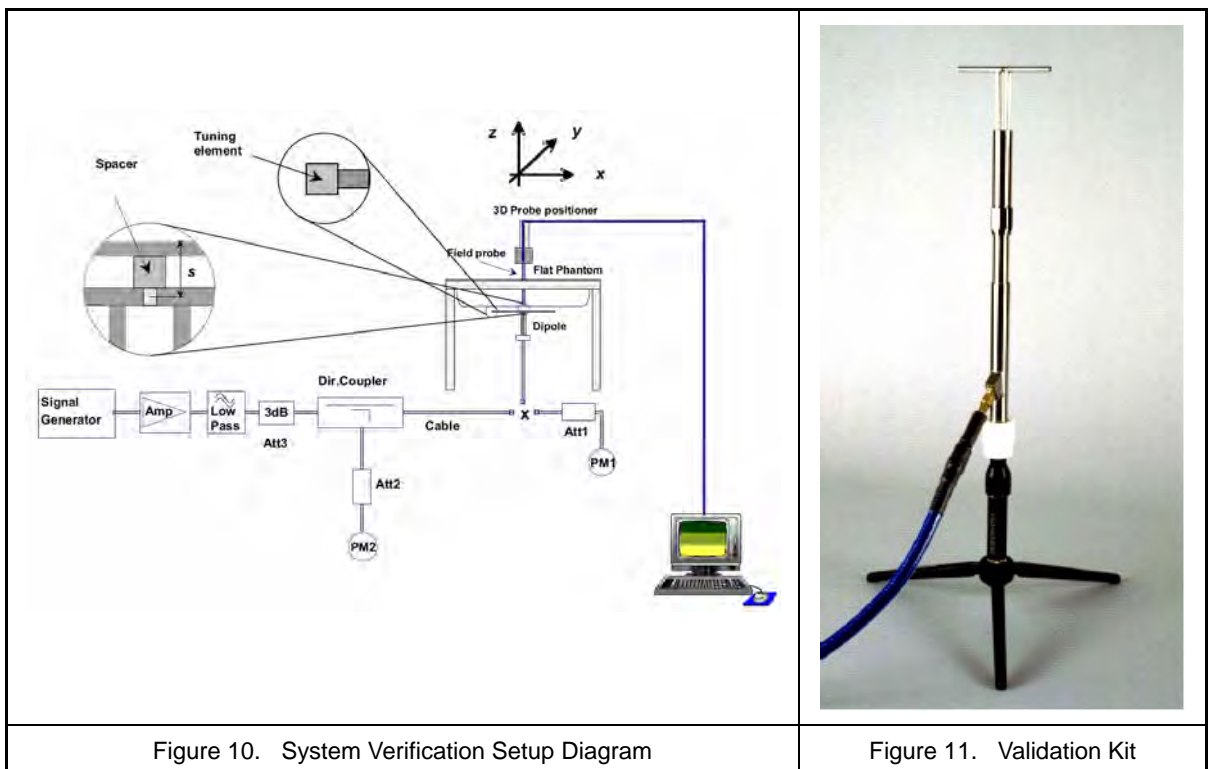 Tuning
element
Spacer
s
z
y
x
3D Probe positioner
Field probe
Flat Phantom
Dipole
Dir.Coupler
Signal
Generator
Amp
Low
Pass
3dB
Att3
Cable
x
Att1
PM1
Att2
PM2
Figure 10. System Verification Setup Diagram
Figure 11. Validation Kit